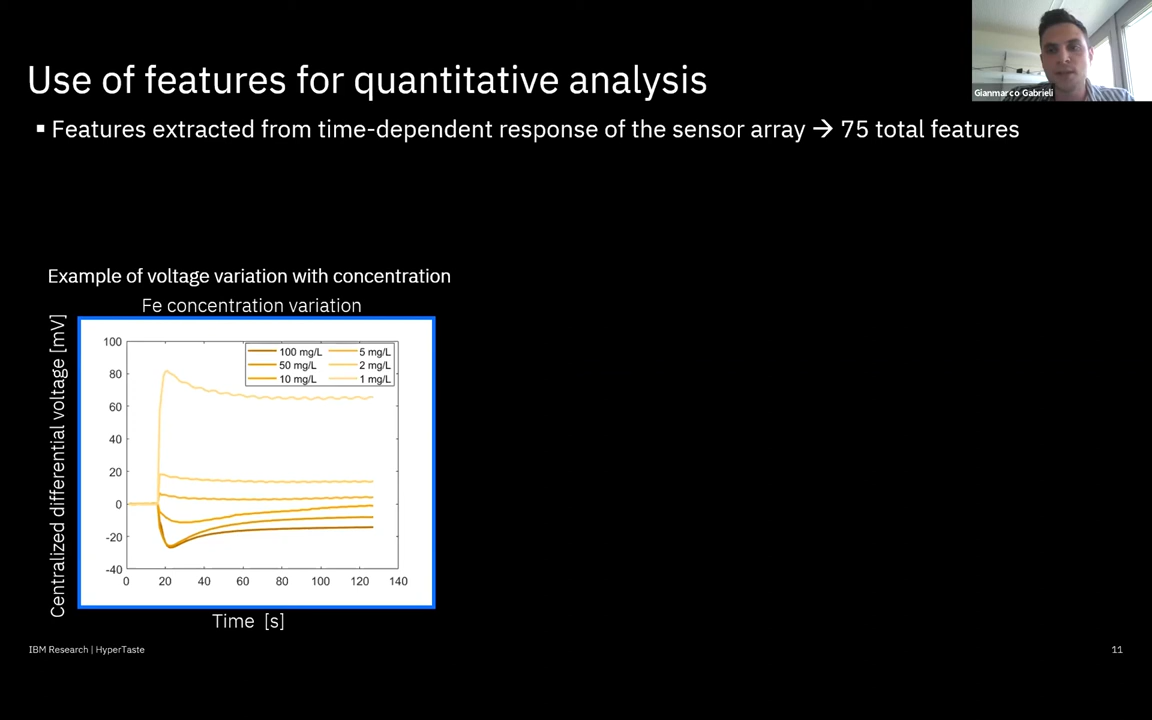 Gianmarco Gabrieli
Use of features for quantitative analysis
▪ Features extracted from time-dependent response of the sensor array → 75 total features
Example of voltage variation with concentration
Fe concentration variation
Centralized differential voltage [mV]
100
80
60
40
20
0
-20
-40
100 mg/L
50 mg/L
10 mg/L
5 mg/L
2 mg/L
1 mg/L
0 20 40 60 80 100 120 140
Time [s]
IBM Research | HyperTaste
11